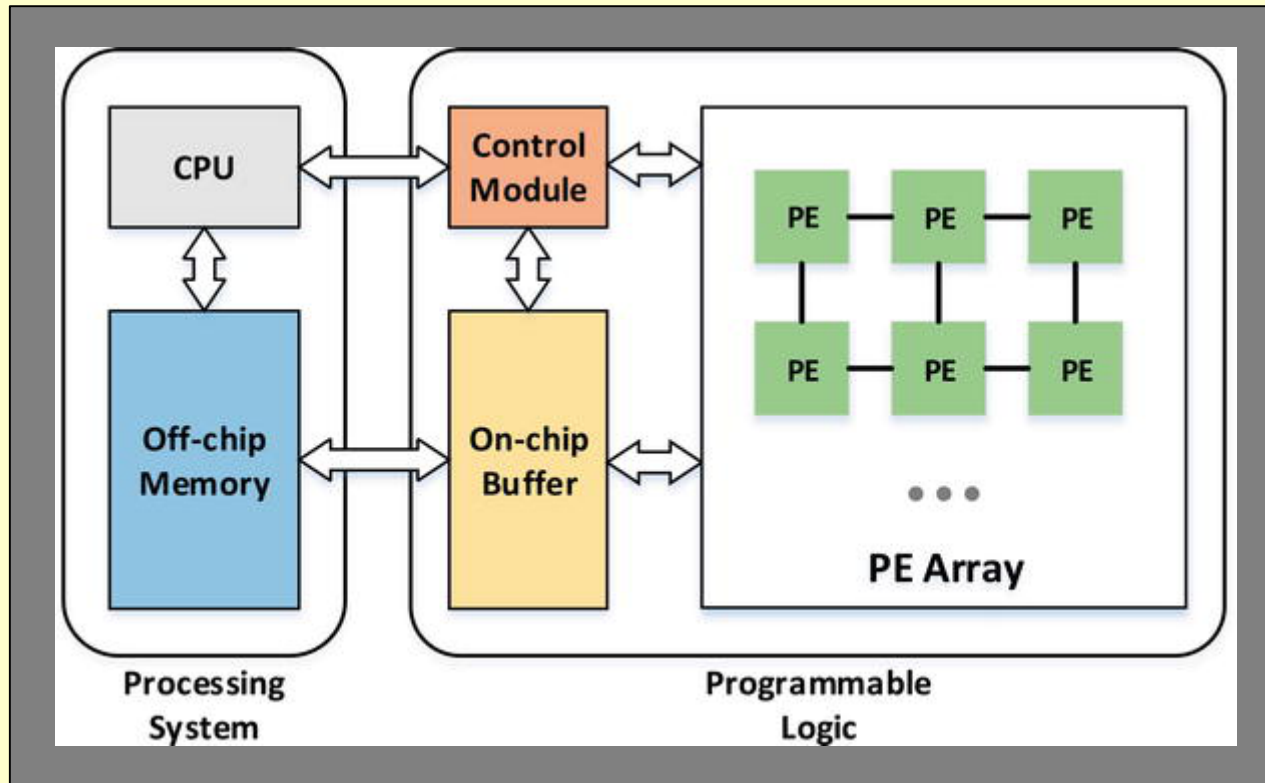 CPU
Control
Module
PE
PE
PE
PE
PE
PE
Off-chip
Memory
On-chip
Buffer
PE Array
Processing
System
Programmable
Logic